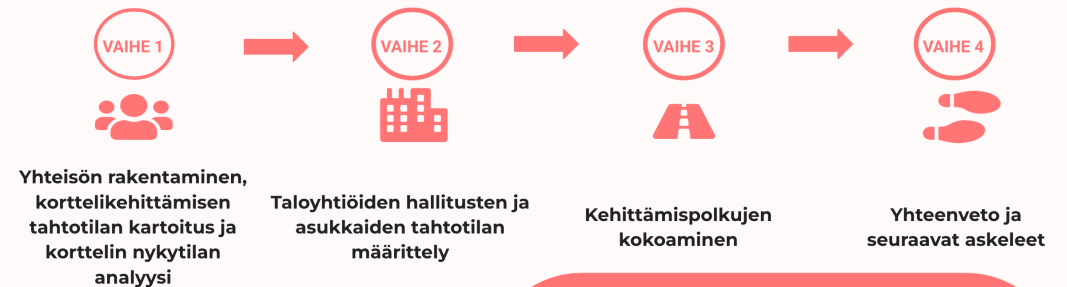 VAIHE 1
VAIHE 2
VAIHE 3
VAIHE 4
Yhteisön rakentaminen,
korttelikehittämisen
tahtotilan kartoitus ja
korttelin nykytilan
analyysi
Taloyhtiöiden hallitusten ja
asukkaiden tahtotilan
määrittely
Kehittämispolkujen
kokoaminen
Yhteenveto ja
seuraavat askeleet